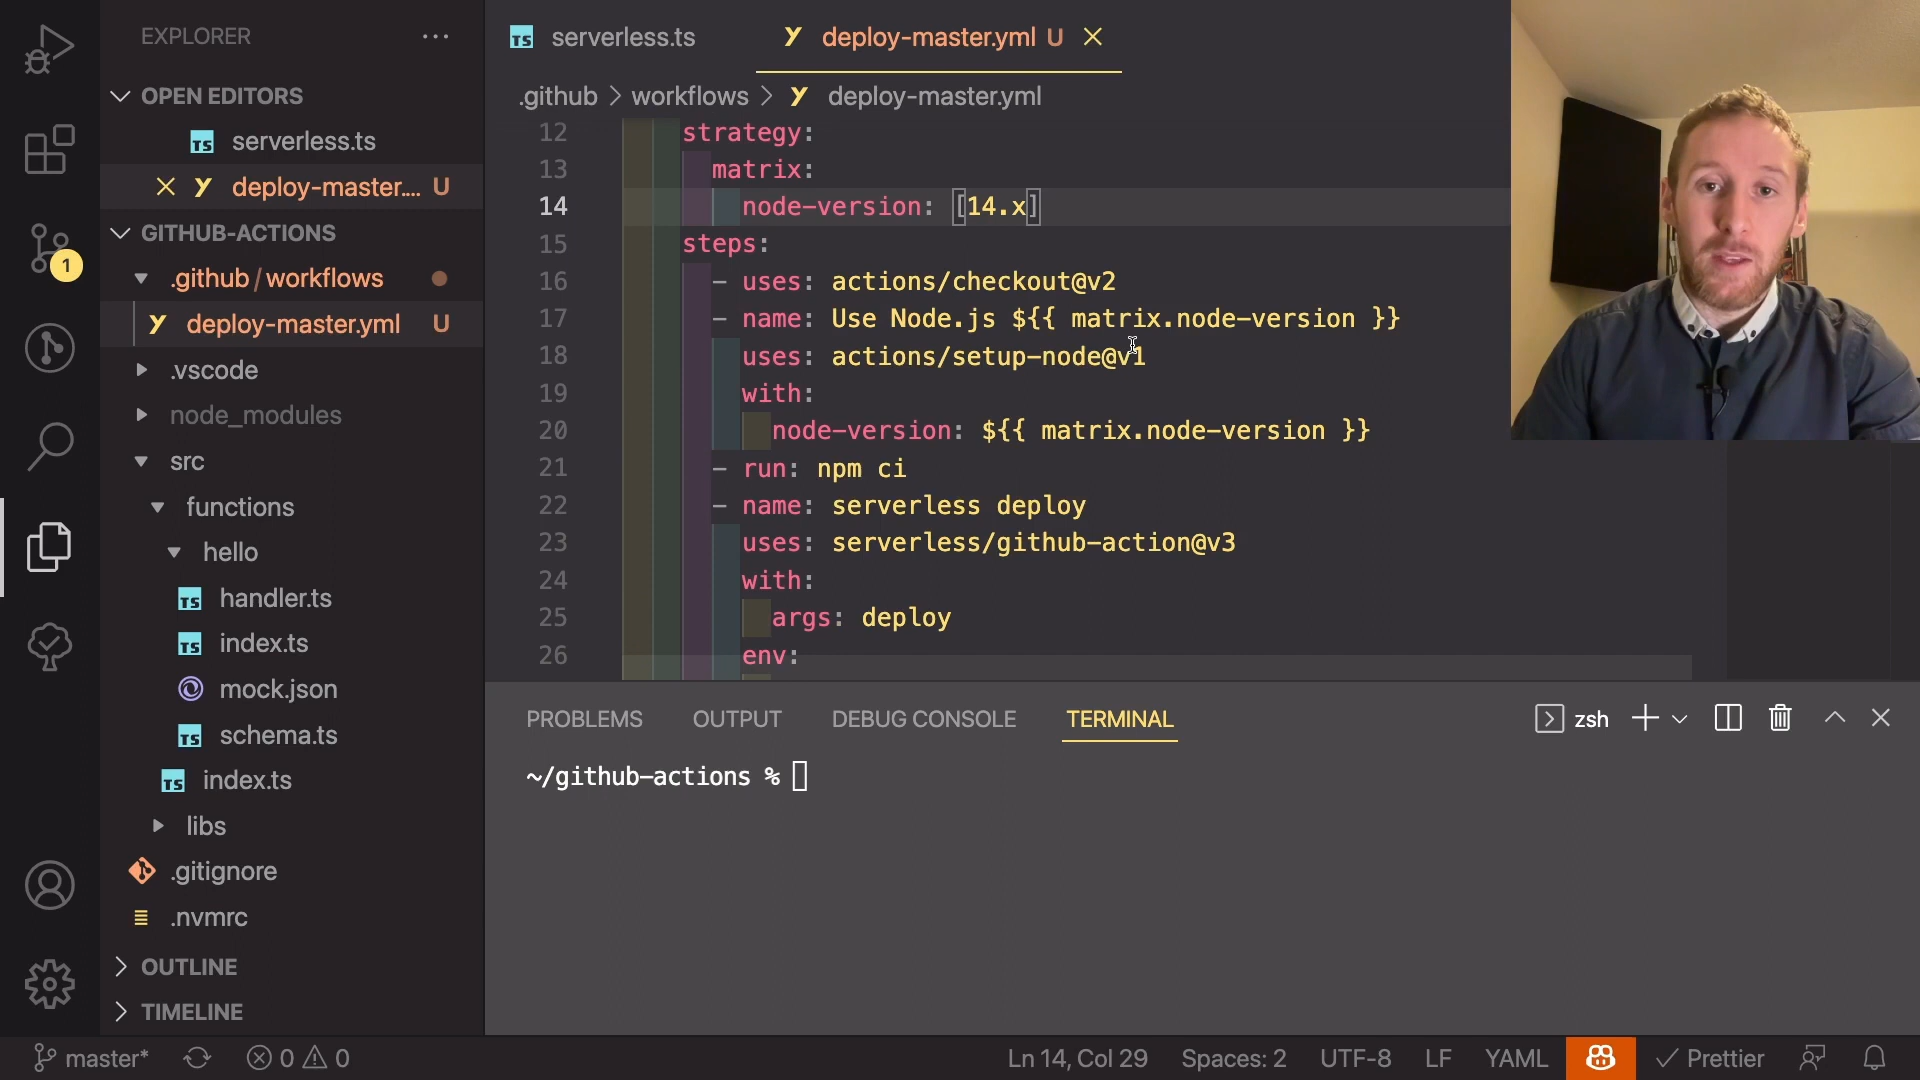 EXPLORER
OPEN EDITORS
TS serverless.ts
deploy-master.... U
GITHUB-ACTIONS
.github / workflows
deploy-master.yml U
.vscode
node_modules
src
functions
hello
TS handler.ts
TS index.ts
mock.json
TS schema.ts
TS index.ts
libs
.gitignore
.nvmrc
OUTLINE
TIMELINE
1
TS serverless.ts
deploy-master.yml U
.github > workflows > deploy-master.yml
12 strategy:
13 matrix:
14 node-version: [14.x]
15 steps:
16 - uses: actions/checkout@v2
17 - name: Use Node.js ${{ matrix.node-version }}
18 uses: actions/setup-node@v1
19 with:
20 node-version: ${{ matrix.node-version }}
21 - run: npm ci
22 - name: serverless deploy
23 uses: serverless/github-action@v3
24 with:
25 args: deploy
26 env:
PROBLEMS OUTPUT DEBUG CONSOLE TERMINAL
zsh
~/github-actions %
master* 0 0 Ln 14, Col 29 Spaces: 2 UTF-8 LF YAML Prettier